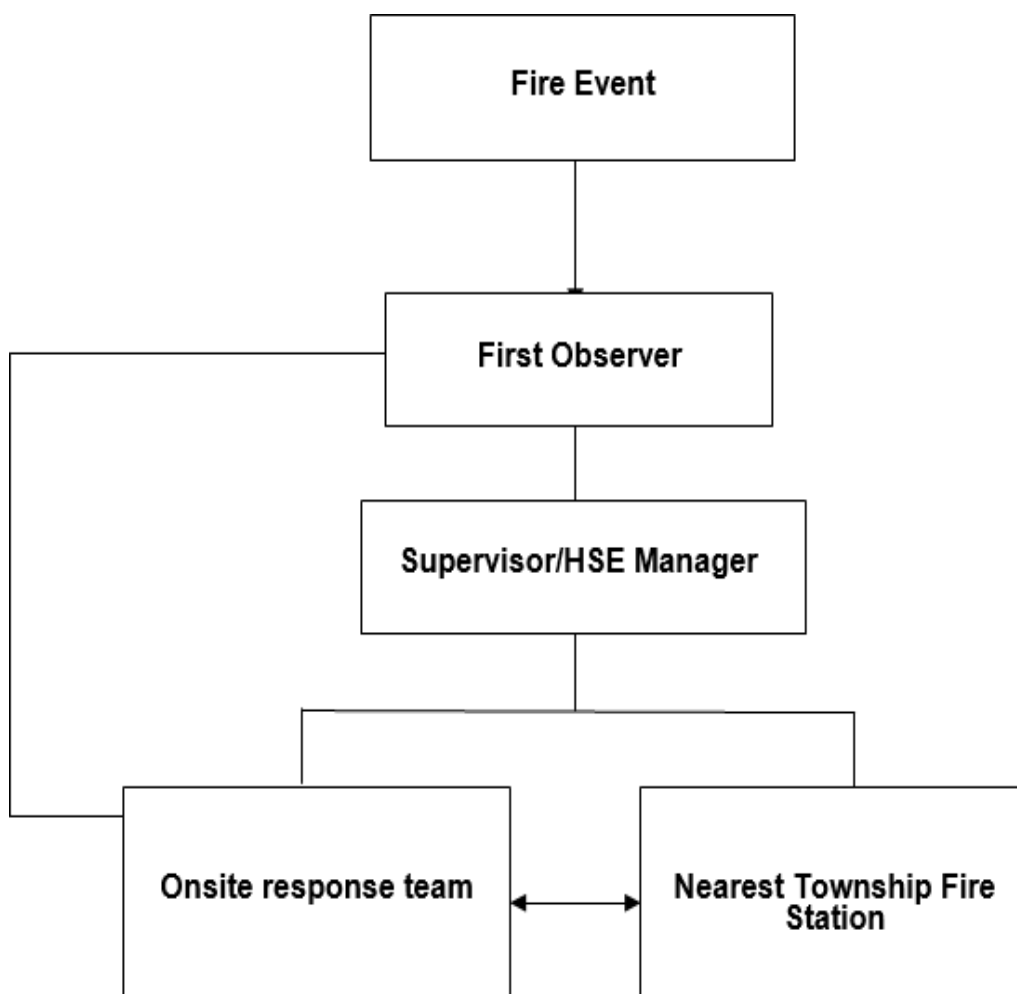 Fire Event
First Observer
Supervisor/HSE Manager
Onsite response team
Nearest Township Fire
Station